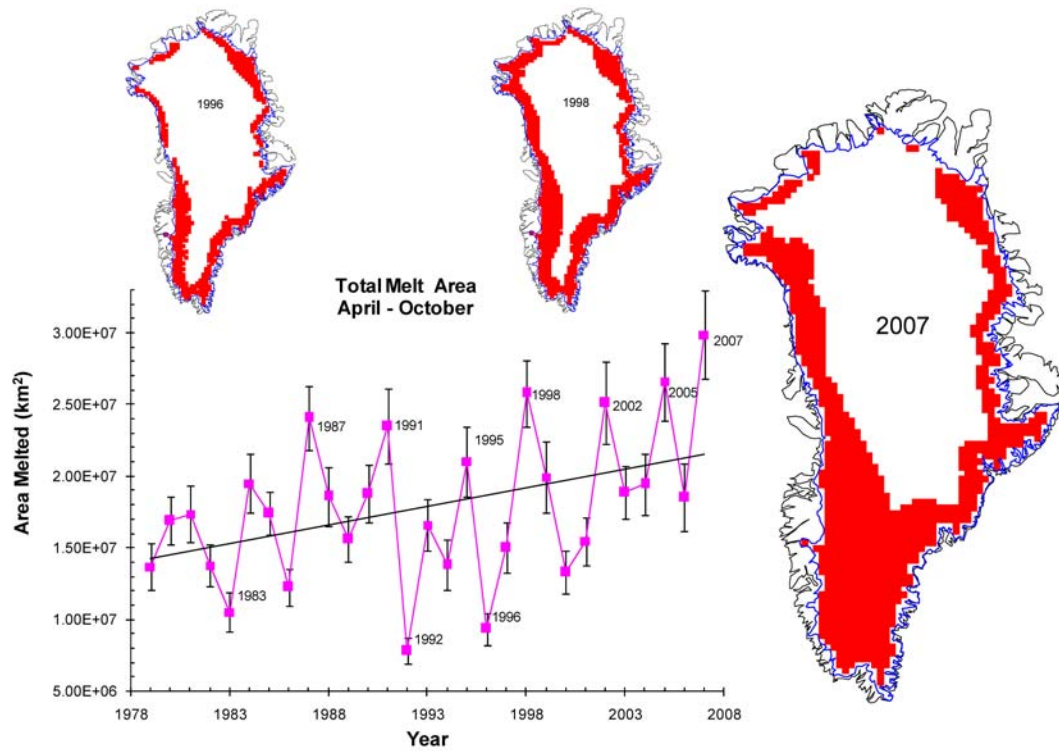 1996
1998
2007
Total Melt Area
April - October
Area Melted (km²)
3.00E+07
2.50E+07
2.00E+07
1.50E+07
1.00E+07
5.00E+06
1983
1987
1991
1992
1995
1996
1998
2002
2005
2007
1978
1983
1988
1993
1998
2003
2008
Year